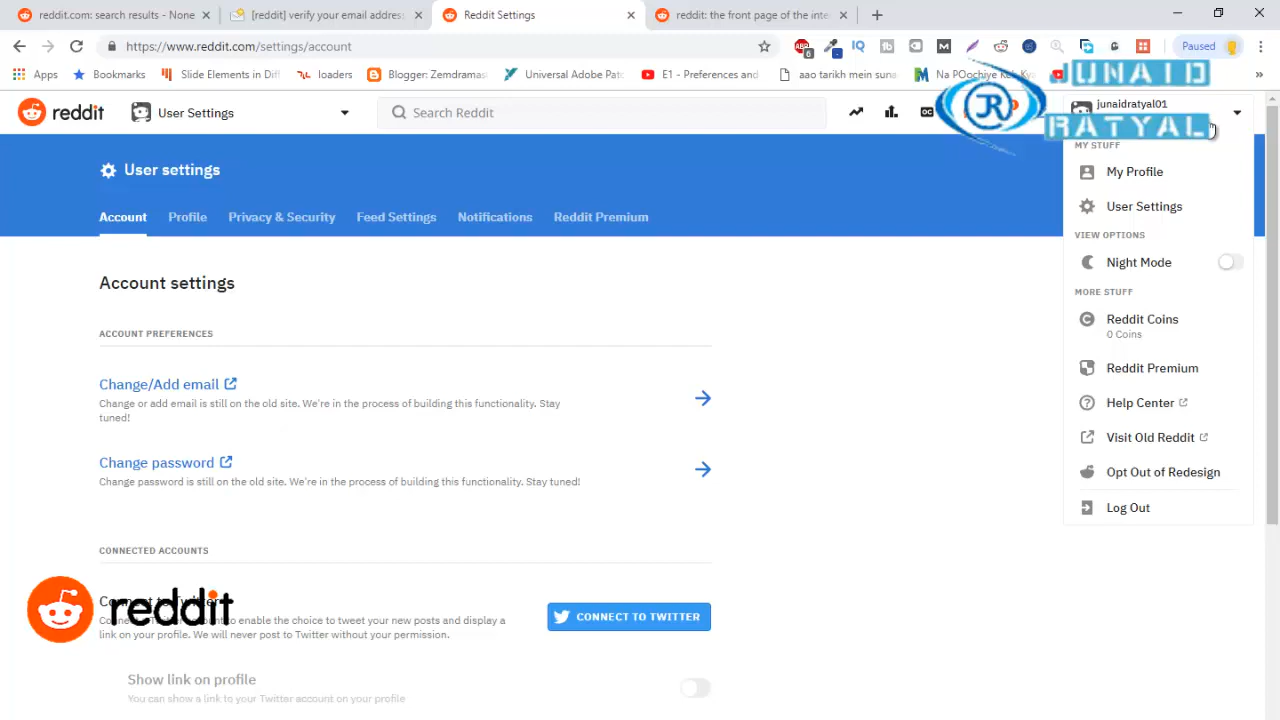 reddit.com: search results - None
[reddit] verify your email address
Reddit Settings
reddit: the front page of the inte
https://www.reddit.com/settings/account
Paused
Apps
Bookmarks
Slide Elements in Dif
loaders
Blogger: Zemdramas
Universal Adobe Pat
E1 - Preferences and
aao tarikh mein suna
Na POochiye Kek Ky
JUNAID
RATYAL
reddit
User Settings
Search Reddit
junaidratyal01
User settings
Account
Profile
Privacy & Security
Feed Settings
Notifications
Reddit Premium
MY STUFF
My Profile
User Settings
VIEW OPTIONS
Night Mode
MORE STUFF
Reddit Coins
0 Coins
Reddit Premium
Help Center
Visit Old Reddit
Opt Out of Redesign
Log Out
Account settings
ACCOUNT PREFERENCES
Change/Add email
Change or add email is still on the old site. We're in the process of building this functionality. Stay
tuned!
Change password
Change password is still on the old site. We're in the process of building this functionality. Stay tuned!
CONNECTED ACCOUNTS
Connect to Twitter
to enable the choice to tweet your new posts and display a
link on your profile. We will never post to Twitter without your permission.
CONNECT TO TWITTER
reddit
Show link on profile
You can show a link to your Twitter account on your profile